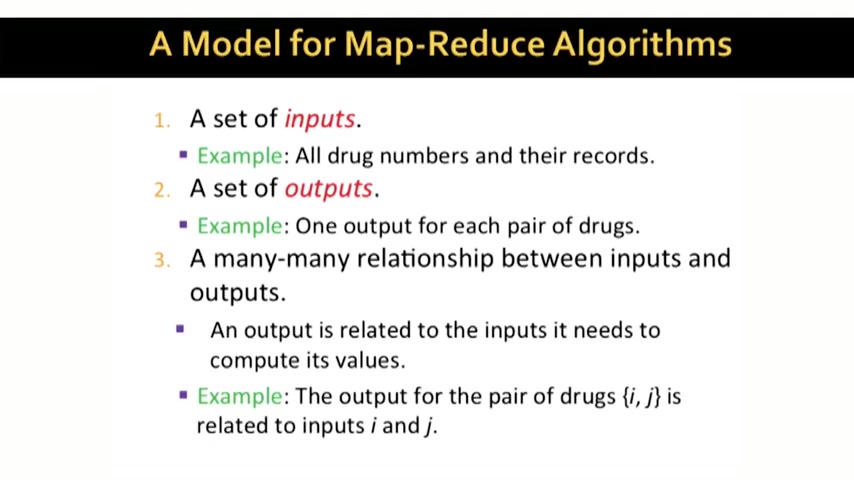 A Model for Map-Reduce Algorithms
1. A set of inputs.
▪ Example: All drug numbers and their records.
2. A set of outputs.
▪ Example: One output for each pair of drugs.
3. A many-many relationship between inputs and
outputs.
▪ An output is related to the inputs it needs to
compute its values.
▪ Example: The output for the pair of drugs {i, j} is
related to inputs i and j.